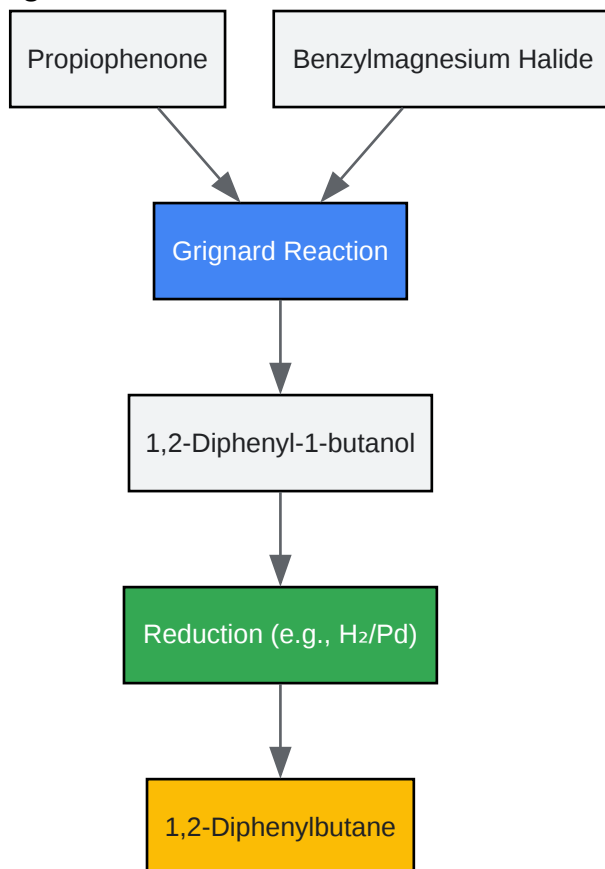 Propiophenone
Benzylmagnesium Halide
Grignard Reaction
1,2-Diphenyl-1-butanol
Reduction (e.g., H₂/Pd)
1,2-Diphenylbutane